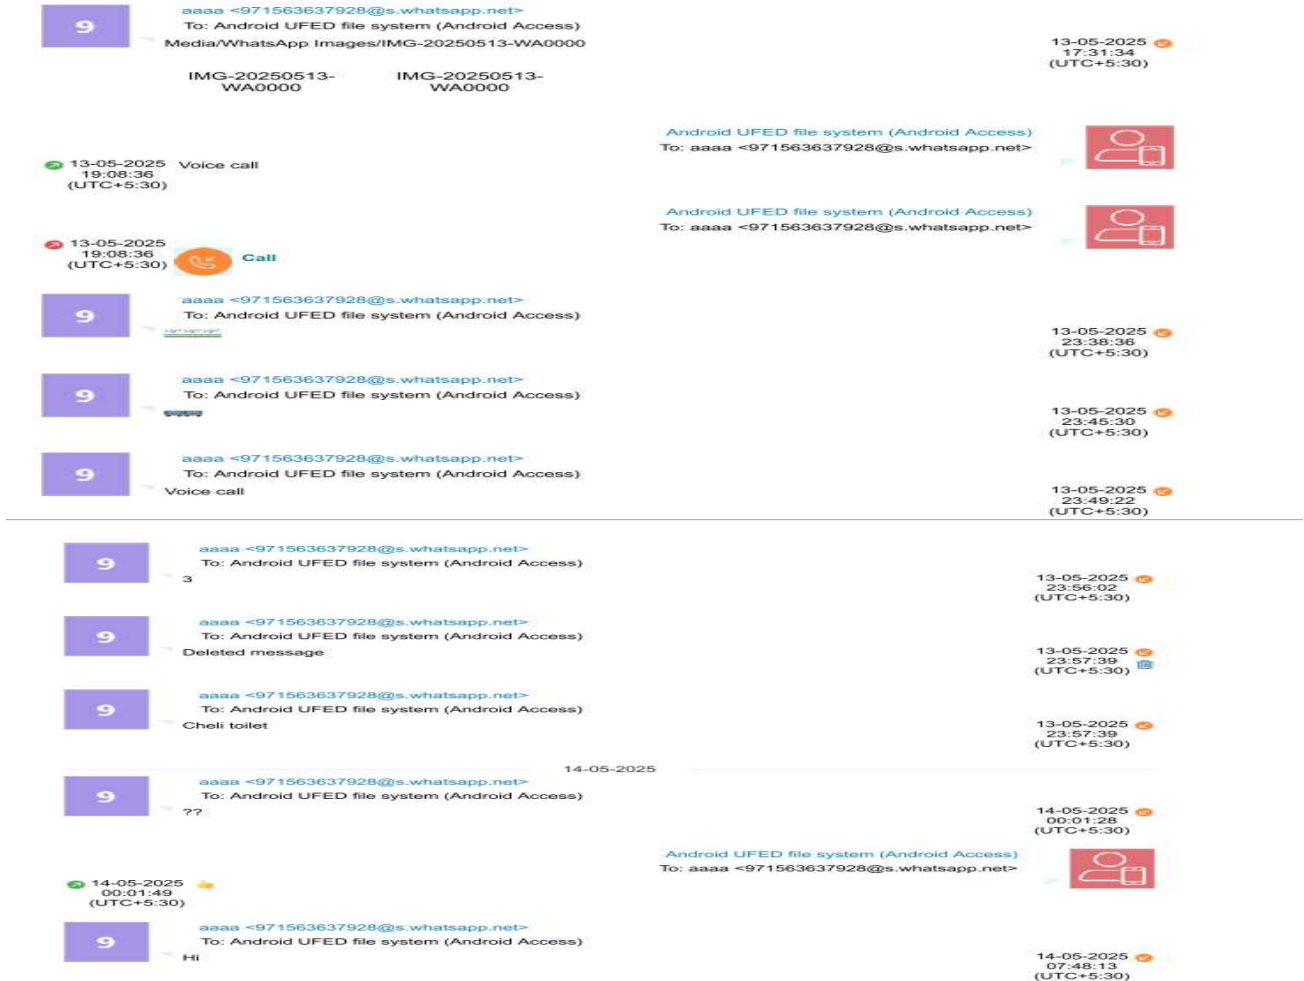 9
aaaa <971563637928@s.whatsapp.net>
To: Android UFED file system (Android Access)
Media/WhatsApp Images/IMG-20250513-WA0000
13-05-2025
17:31:34
(UTC+5:30)
IMG-20250513-WA0000
IMG-20250513-WA0000
Android UFED file system (Android Access)
To: aaaa <971563637928@s.whatsapp.net>
13-05-2025 Voice call
19:08:36
(UTC+5:30)
Android UFED file system (Android Access)
To: aaaa <971563637928@s.whatsapp.net>
13-05-2025
19:08:36
(UTC+5:30)
Call
9
aaaa <971563637928@s.whatsapp.net>
To: Android UFED file system (Android Access)
13-05-2025
23:38:36
(UTC+5:30)
9
aaaa <971563637928@s.whatsapp.net>
To: Android UFED file system (Android Access)
13-05-2025
23:45:30
(UTC+5:30)
9
aaaa <971563637928@s.whatsapp.net>
To: Android UFED file system (Android Access)
Voice call
13-05-2025
23:49:22
(UTC+5:30)
9
aaaa <971563637928@s.whatsapp.net>
To: Android UFED file system (Android Access)
3
13-05-2025
23:56:02
(UTC+5:30)
9
aaaa <971563637928@s.whatsapp.net>
To: Android UFED file system (Android Access)
Deleted message
13-05-2025
23:57:39
(UTC+5:30)
9
aaaa <971563637928@s.whatsapp.net>
To: Android UFED file system (Android Access)
Cheli toilet
13-05-2025
23:57:39
(UTC+5:30)
14-05-2025
9
aaaa <971563637928@s.whatsapp.net>
To: Android UFED file system (Android Access)
??
14-05-2025
00:01:28
(UTC+5:30)
Android UFED file system (Android Access)
To: aaaa <971563637928@s.whatsapp.net>
14-05-2025 👍
00:01:49
(UTC+5:30)
9
aaaa <971563637928@s.whatsapp.net>
To: Android UFED file system (Android Access)
Hi
14-05-2025
07:48:13
(UTC+5:30)